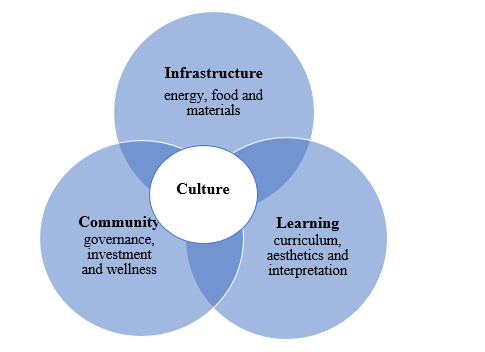 Infrastructure
energy, food and
materials
Culture
Community
governance,
investment
and wellness
Learning
curriculum,
aesthetics and
interpretation